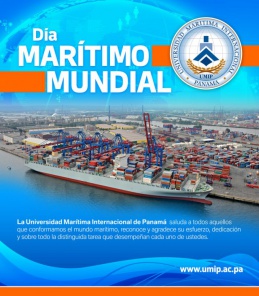 Día
MARÍTIMO
MUNDIAL
UNIVERSIDAD MARÍTIMA INTERNACIONAL
UMIP
PANAMÁ
La Universidad Marítima Internacional de Panamá saluda a todos aquellos
que conformamos el mundo marítimo, reconoce y agradece su esfuerzo, dedicación
y sobre todo la distinguida tarea que desempeñan cada uno de ustedes.
www.umip.ac.pa